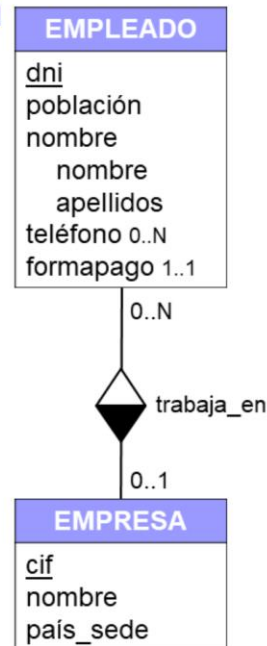 EMPLEADO
dni
población
nombre
nombre
apellidos
teléfono 0..N
formapago 1..1
0..N
trabaja_en
0..1
EMPRESA
cif
nombre
país_sede